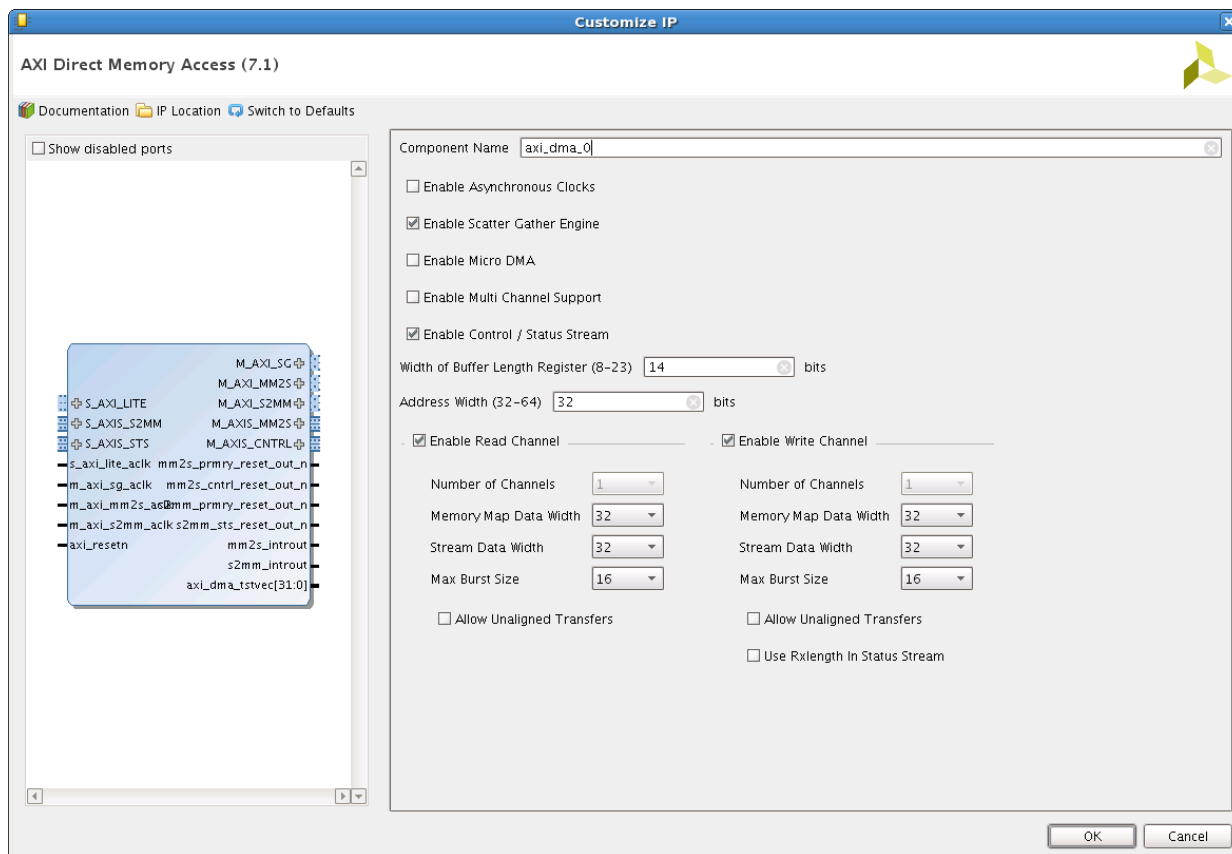 Customize IP
AXI Direct Memory Access (7.1)
Documentation IP Location Switch to Defaults
Show disabled ports
M_AXI_SG
M_AXI_MM2S
S_AXI_LITE M_AXI_S2MM
S_AXIS_S2MM M_AXIS_MM2S
S_AXIS_STS M_AXIS_CNTRL
s_axi_lite_aclk mm2s_prmry_reset_out_n
m_axi_sg_aclk mm2s_cntrl_reset_out_n
m_axi_mm2s_aclk s2mm_prmry_reset_out_n
m_axi_s2mm_aclk s2mm_sts_reset_out_n
axi_resetn mm2s_introut
s2mm_introut
axi_dma_tstvec[31:0]
Component Name axi_dma_0
Enable Asynchronous Clocks
Enable Scatter Gather Engine
Enable Micro DMA
Enable Multi Channel Support
Enable Control / Status Stream
Width of Buffer Length Register (8-23) 14 bits
Address Width (32-64) 32 bits
Enable Read Channel
Number of Channels 1
Memory Map Data Width 32
Stream Data Width 32
Max Burst Size 16
Allow Unaligned Transfers
Enable Write Channel
Number of Channels 1
Memory Map Data Width 32
Stream Data Width 32
Max Burst Size 16
Allow Unaligned Transfers
Use Rxlength In Status Stream
OK Cancel